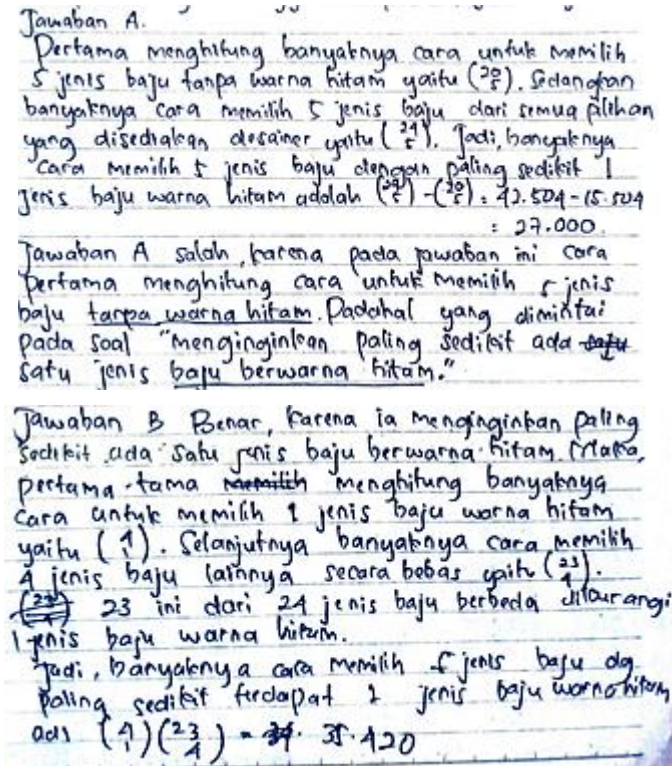 Jawaban A.
Pertama menghitung banyaknya cara untuk memilih
5 jenis baju tanpa warna hitam yaitu (20 5). Sedangkan
banyaknya cara memilih 5 jenis baju dari semua pilihan
yang disediakan desainer yaitu (24 5). Jadi, banyaknya
cara memilih 5 jenis baju dengan paling sedikit 1
jenis baju warna hitam adalah (24 5) - (20 5) = 42.504 - 15.504
= 27.000.
Jawaban A salah, karena pada jawaban ini cara
pertama menghitung cara untuk memilih 5 jenis
baju tanpa warna hitam. Padahal yang dimintai
pada soal "menginginkan paling sedikit ada satu
satu jenis baju berwarna hitam."
Jawaban B Benar, karena ia menginginkan paling
sedikit ada satu jenis baju berwarna hitam. Maka,
pertama-tama memilih menghitung banyaknya
cara untuk memilih 1 jenis baju warna hitam
yaitu (4 1). Selanjutnya banyaknya cara memilih
4 jenis baju lainnya secara bebas yaitu (23 4).
(23 4) 23 ini dari 24 jenis baju berbeda dikurangi
1 jenis baju warna hitam.
Jadi, banyaknya cara memilih 5 jenis baju dg
paling sedikit terdapat 1 jenis baju warna hitam
adl (4 1)(23 4) = 35.420